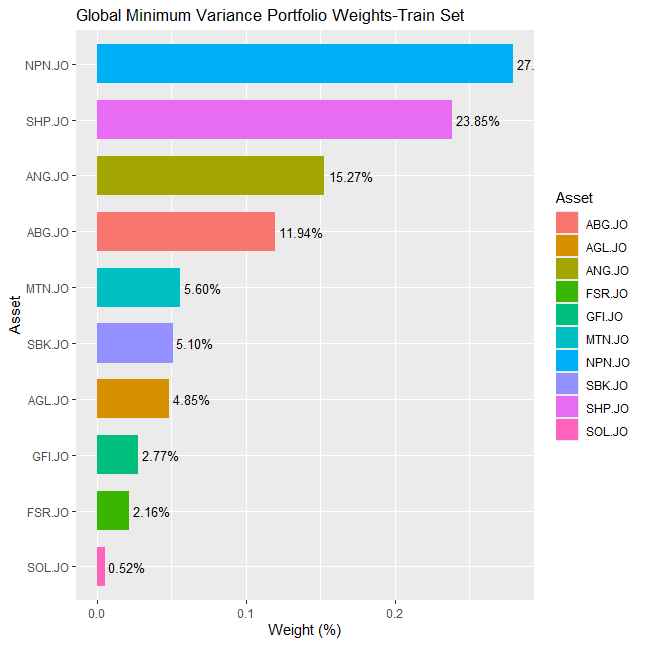 Global Minimum Variance Portfolio Weights-Train Set
NPN.JO
27.
SHP.JO
23.85%
ANG.JO
15.27%
ABG.JO
11.94%
MTN.JO
5.60%
SBK.JO
5.10%
AGL.JO
4.85%
GFI.JO
2.77%
FSR.JO
2.16%
SOL.JO
0.52%
Asset
0.0
0.1
0.2
Weight (%)
Asset
ABG.JO
AGL.JO
ANG.JO
FSR.JO
GFI.JO
MTN.JO
NPN.JO
SBK.JO
SHP.JO
SOL.JO